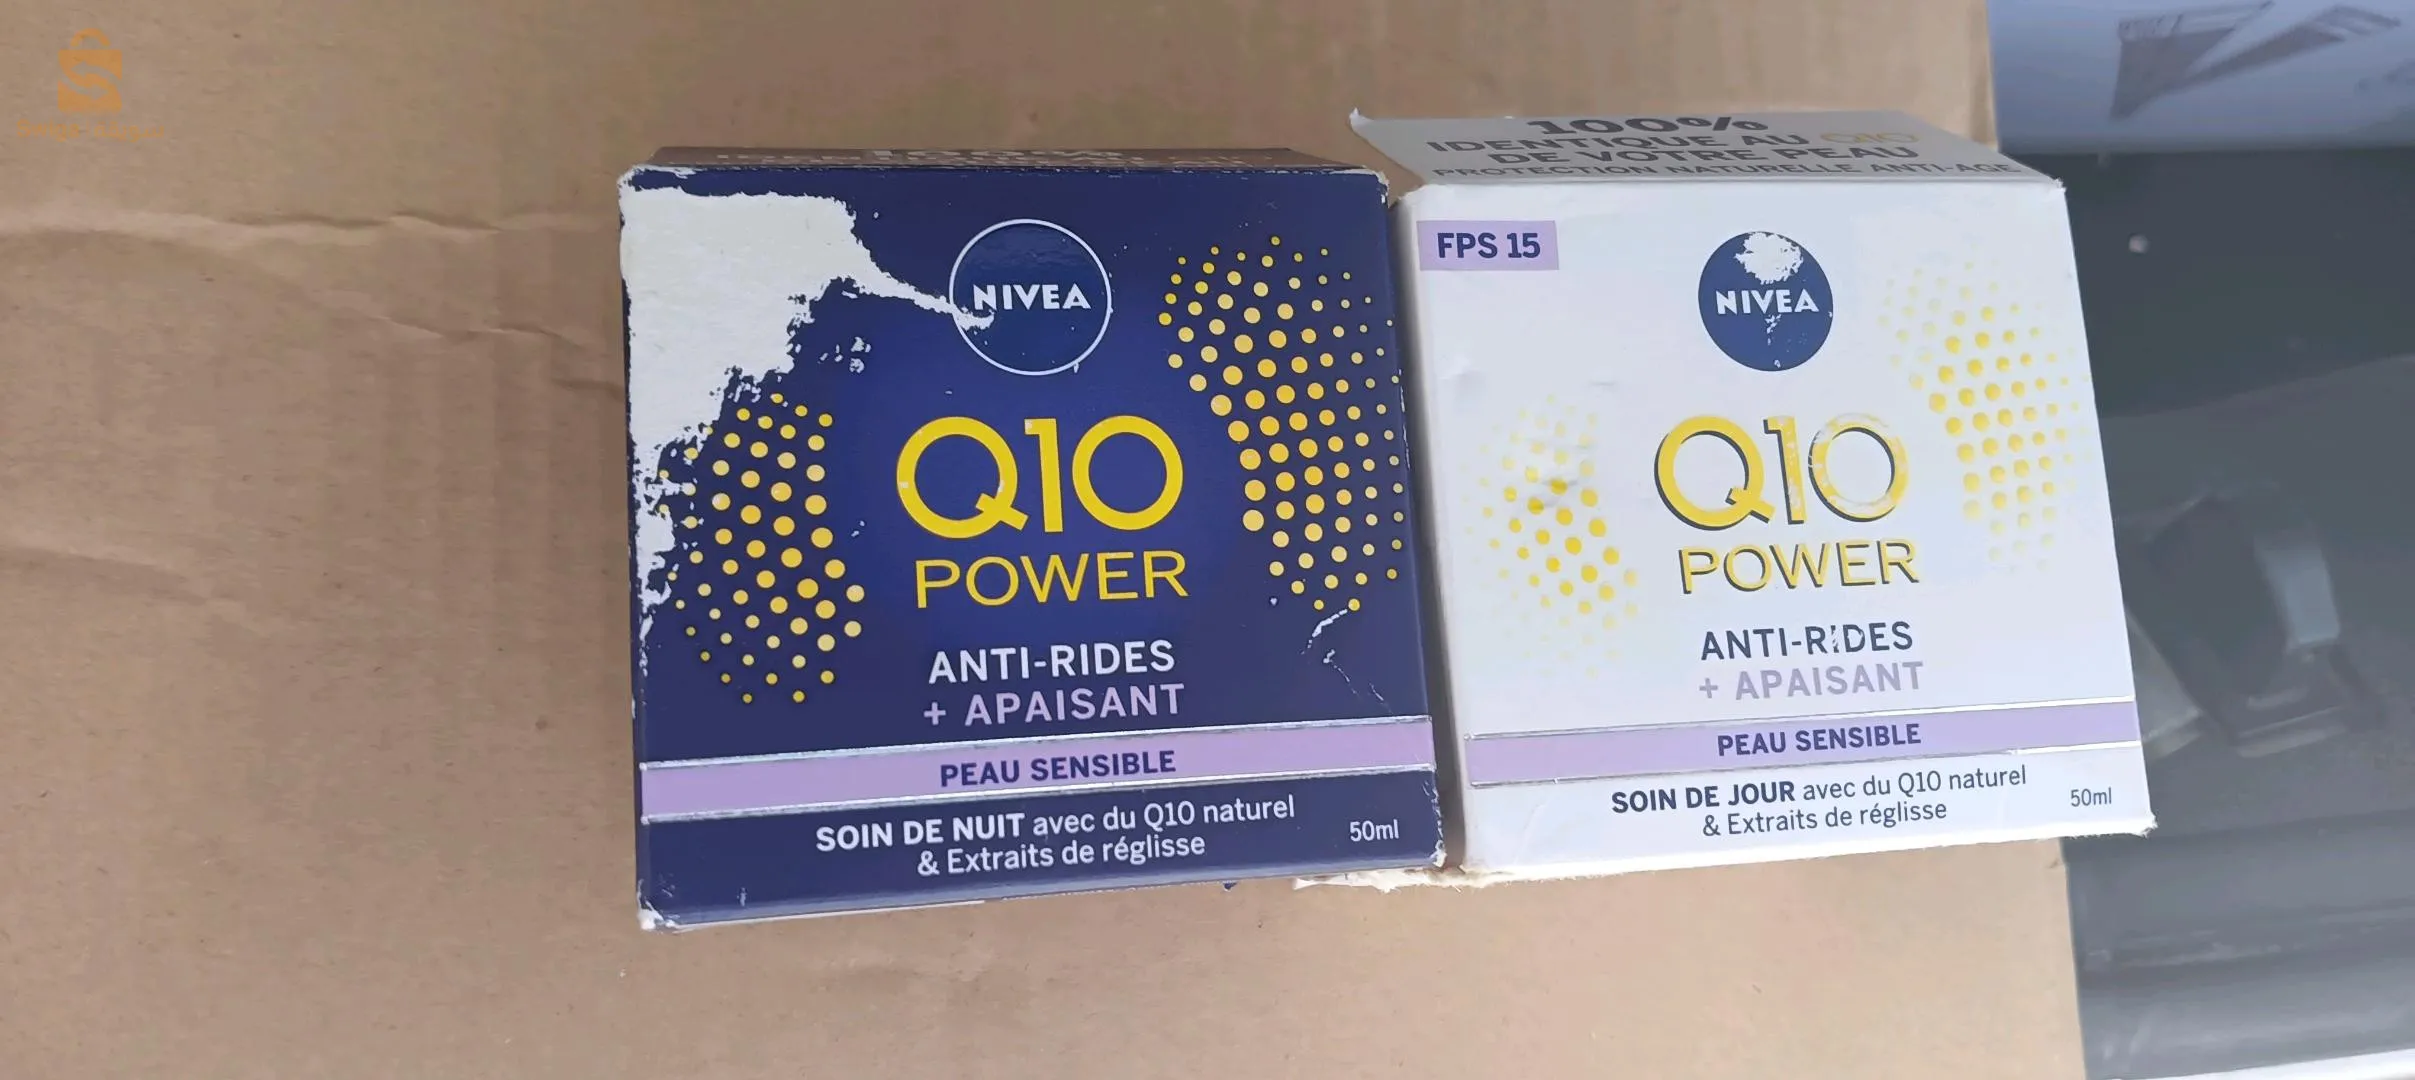 NIVEA
Q10
POWER
ANTI-RIDES
+ APAISANT
PEAU SENSIBLE
SOIN DE NUIT avec du Q10 naturel
& Extraits de réglisse
50ml
100%
IDENTIQUE AU Q10
DE VOTRE PEAU
PROTECTION NATURELLE ANTI-AGE
FPS 15
NIVEA
Q10
POWER
ANTI-RIDES
+ APAISANT
PEAU SENSIBLE
SOIN DE JOUR avec du Q10 naturel
& Extraits de réglisse
50ml